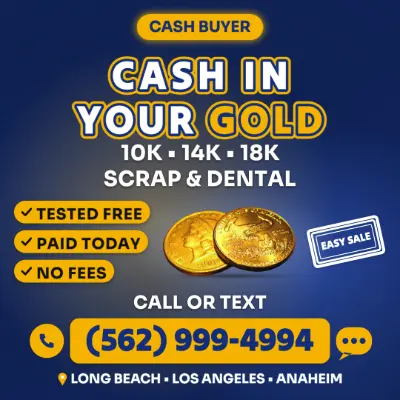 CASH BUYER
CASH IN
YOUR GOLD
10K ▪ 14K ▪ 18K
SCRAP & DENTAL
✓ TESTED FREE
✓ PAID TODAY
✓ NO FEES
EASY SALE
CALL OR TEXT
(562) 999-4994
LONG BEACH ▪ LOS ANGELES ▪ ANAHEIM